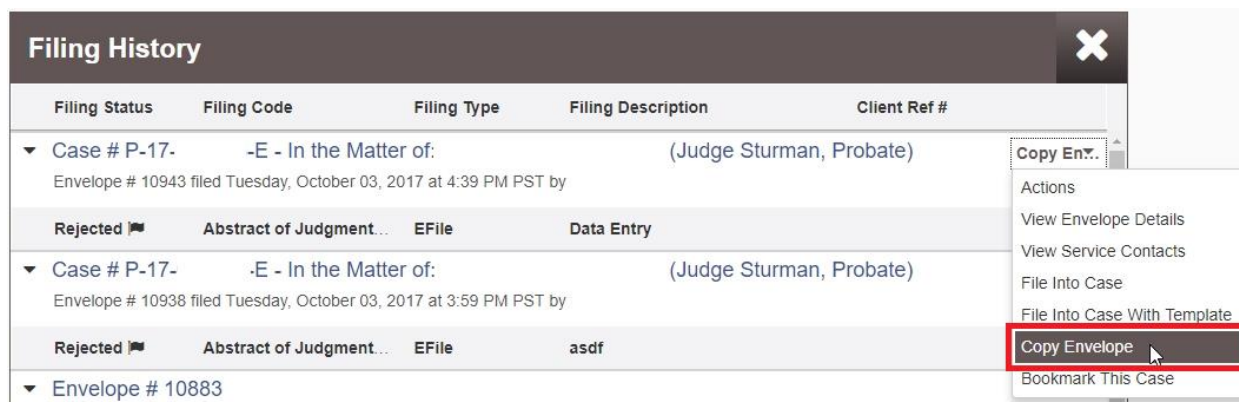 Filing History
Filing Status Filing Code Filing Type Filing Description Client Ref #
Case # P-17- -E - In the Matter of: (Judge Sturman, Probate) Copy En...
Envelope # 10943 filed Tuesday, October 03, 2017 at 4:39 PM PST by
Actions
Rejected Abstract of Judgment... EFile Data Entry
View Envelope Details
View Service Contacts
Case # P-17- -E - In the Matter of: (Judge Sturman, Probate)
File Into Case
Envelope # 10938 filed Tuesday, October 03, 2017 at 3:59 PM PST by
File Into Case With Template
Rejected Abstract of Judgment... EFile asdf
Copy Envelope
Bookmark This Case
Envelope # 10883